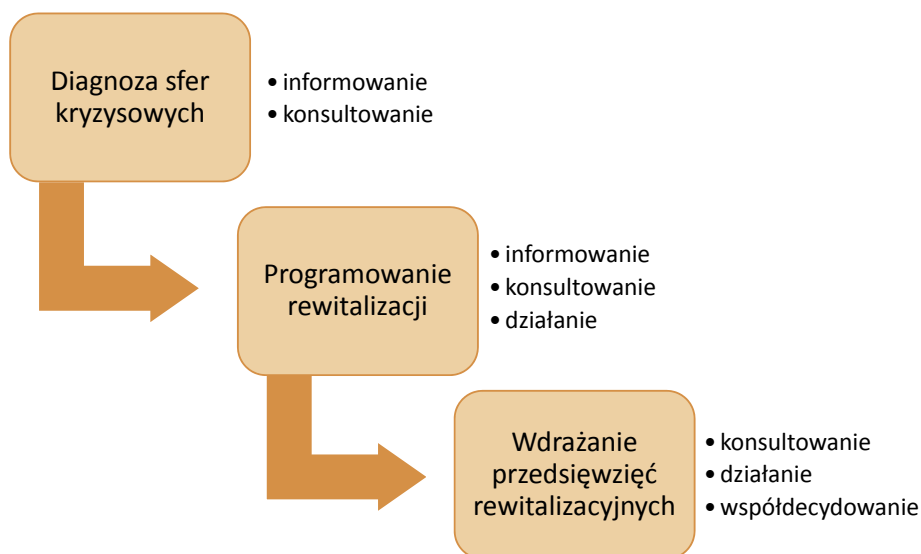 Diagnoza sfer
kryzysowych
• informowanie
• konsultowanie
Programowanie
rewitalizacji
• informowanie
• konsultowanie
• działanie
Wdrażanie
przedsięwzięć
rewitalizacyjnych
• konsultowanie
• działanie
• współdecydowanie